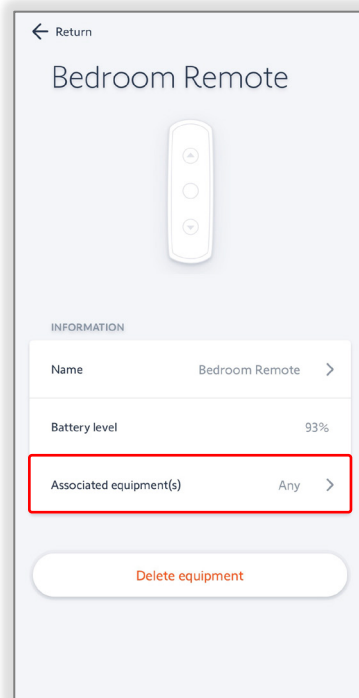 Return
Bedroom Remote
INFORMATION
Name Bedroom Remote
Battery level 93%
Associated equipment(s) Any
Delete equipment